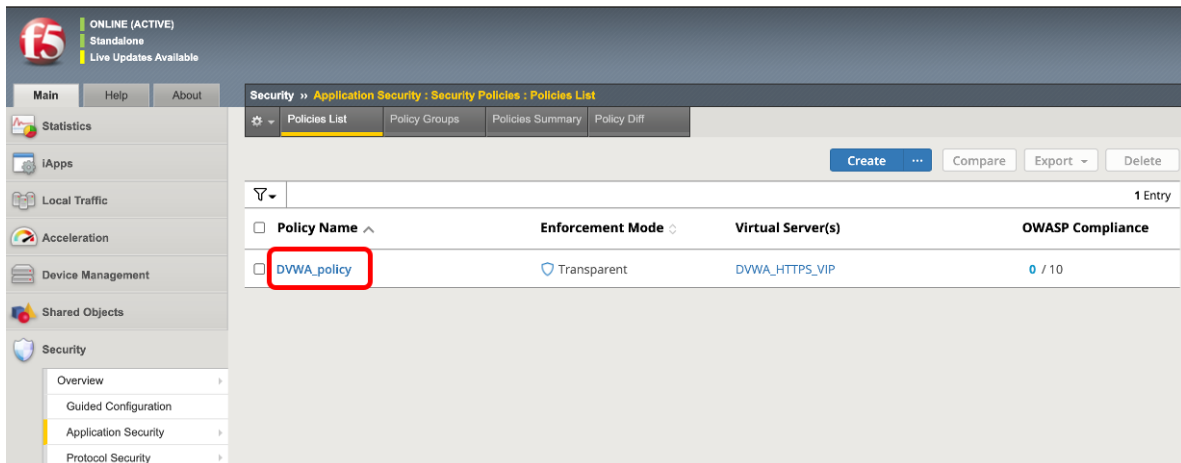 f5
ONLINE (ACTIVE)
Standalone
Live Updates Available
Main Help About
Security ›› Application Security : Security Policies : Policies List
Statistics
Policies List Policy Groups Policies Summary Policy Diff
iApps
Create ... Compare Export Delete
Local Traffic
1 Entry
Policy Name Enforcement Mode Virtual Server(s) OWASP Compliance
Acceleration
Device Management
DVWA_policy Transparent DVWA_HTTPS_VIP 0 / 10
Shared Objects
Security
Overview
Guided Configuration
Application Security
Protocol Security